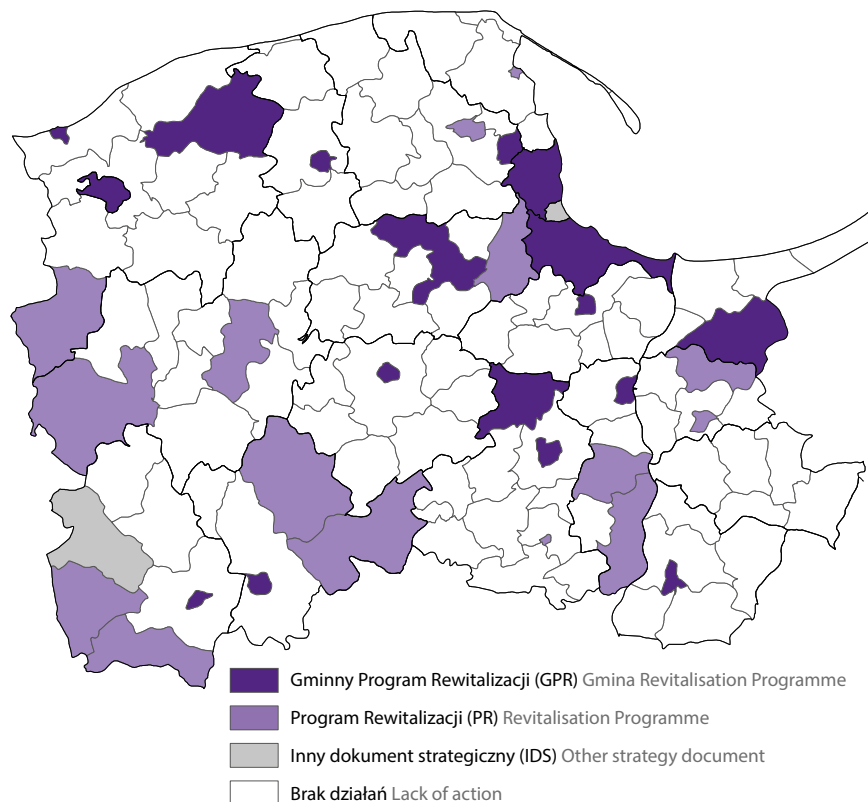 Gminny Program Rewitalizacji (GPR) Gmina Revitalisation Programme
Program Rewitalizacji (PR) Revitalisation Programme
Inny dokument strategiczny (IDS) Other strategy document
Brak działań Lack of action